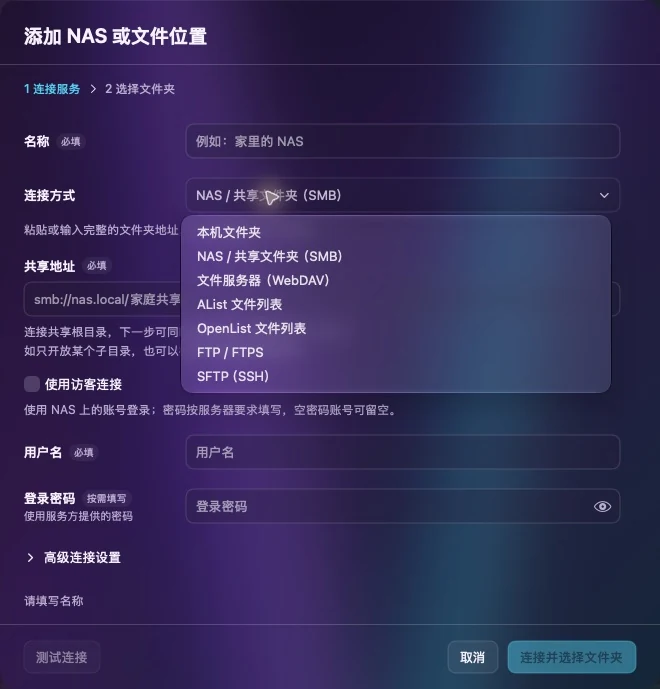 添加 NAS 或文件位置
1 连接服务 > 2 选择文件夹
名称 必填
例如：家里的 NAS
连接方式
NAS / 共享文件夹 (SMB)
粘贴或输入完整的文件夹地址
本机文件夹
NAS / 共享文件夹 (SMB)
文件服务器 (WebDAV)
AList 文件列表
OpenList 文件列表
FTP / FTPS
SFTP (SSH)
共享地址 必填
smb://nas.local/家庭共享
连接共享根目录，下一步可同
如只开放某个子目录，也可以
使用访客连接
使用 NAS 上的账号登录；密码按服务器要求填写，空密码账号可留空。
用户名 必填
用户名
登录密码 按需填写
使用服务方提供的密码
登录密码
高级连接设置
请填写名称
测试连接
取消
连接并选择文件夹